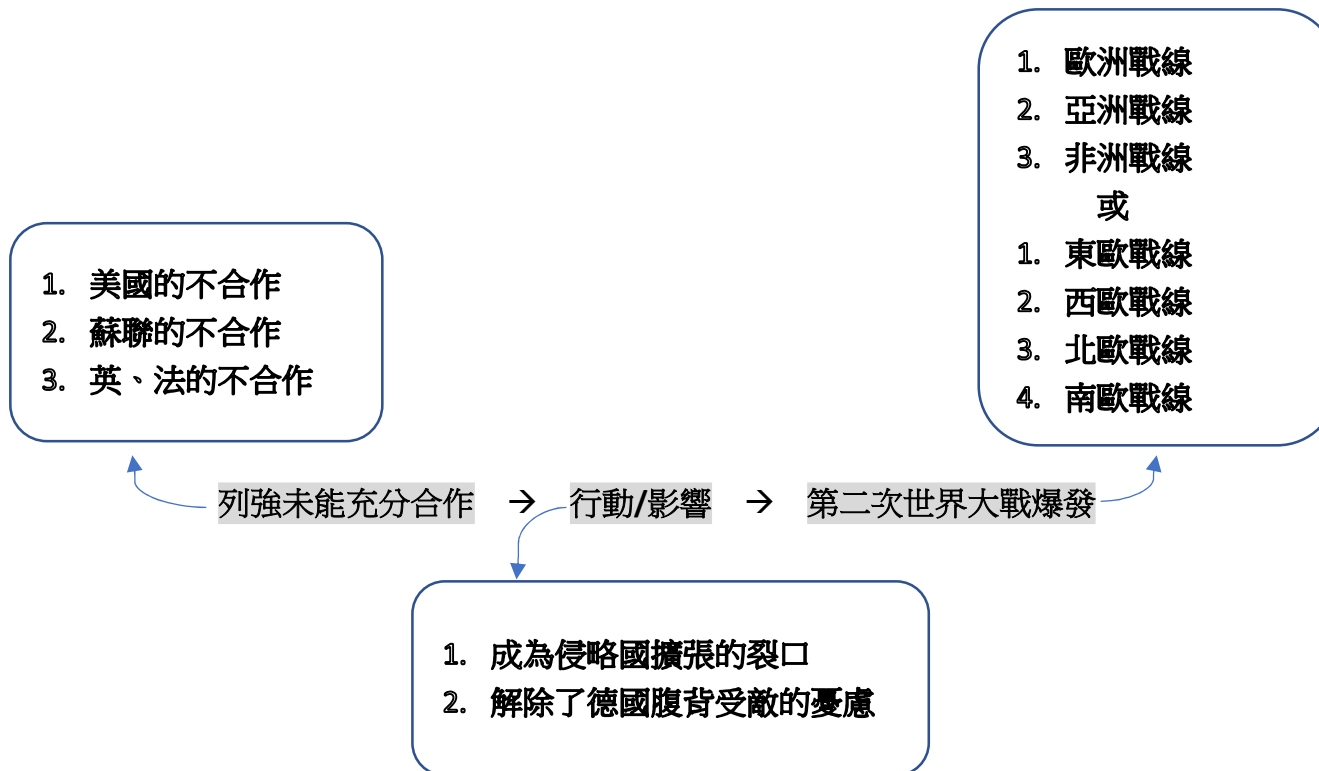 1. 歐洲戰線
2. 亞洲戰線
3. 非洲戰線
或
1. 東歐戰線
2. 西歐戰線
3. 北歐戰線
4. 南歐戰線
1. 美國的不合作
2. 蘇聯的不合作
3. 英、法的不合作
列強未能充分合作 → 行動/影響 → 第二次世界大戰爆發
1. 成為侵略國擴張的裂口
2. 解除了德國腹背受敵的憂慮